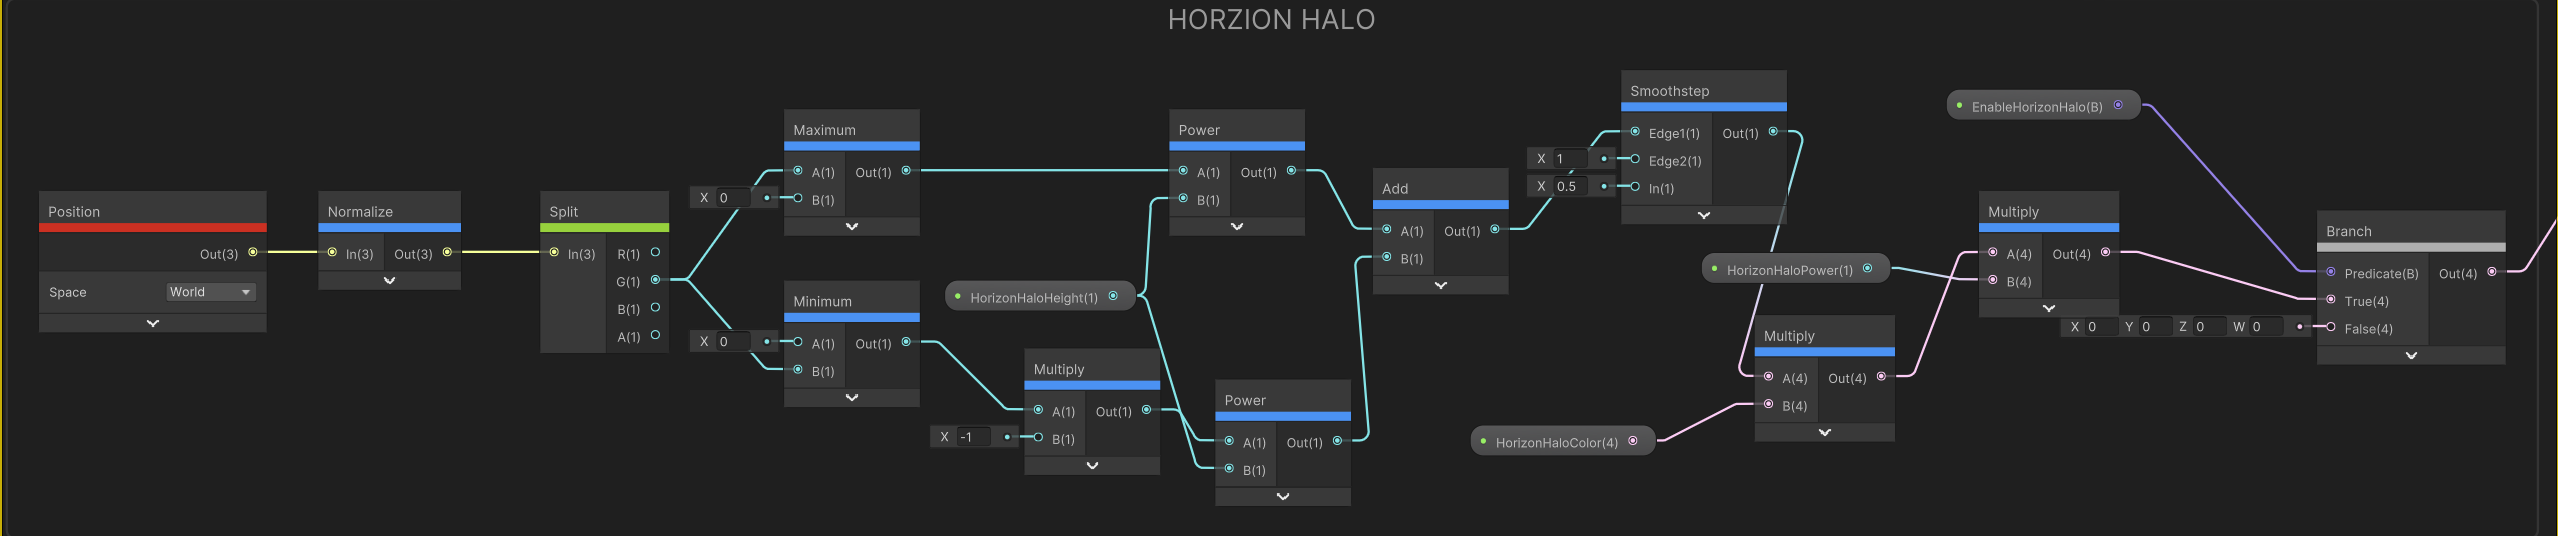 HORZION HALO
Position
Out(3)
Space World
Normalize
In(3) Out(3)
Split
In(3) R(1)
G(1)
B(1)
A(1)
X 0
Maximum
A(1) Out(1)
B(1)
X 0
Minimum
A(1) Out(1)
B(1)
HorizonHaloHeight(1)
X -1
Multiply
A(1) Out(1)
B(1)
Power
A(1) Out(1)
B(1)
Power
A(1) Out(1)
B(1)
Add
A(1) Out(1)
B(1)
X 1
X 0.5
Smoothstep
Edge1(1) Out(1)
Edge2(1)
In(1)
HorizonHaloPower(1)
HorizonHaloColor(4)
Multiply
A(4) Out(4)
B(4)
EnableHorizonHalo(B)
Multiply
A(4) Out(4)
B(4)
X 0 Y 0 Z 0 W 0
Branch
Predicate(B) Out(4)
True(4)
False(4)